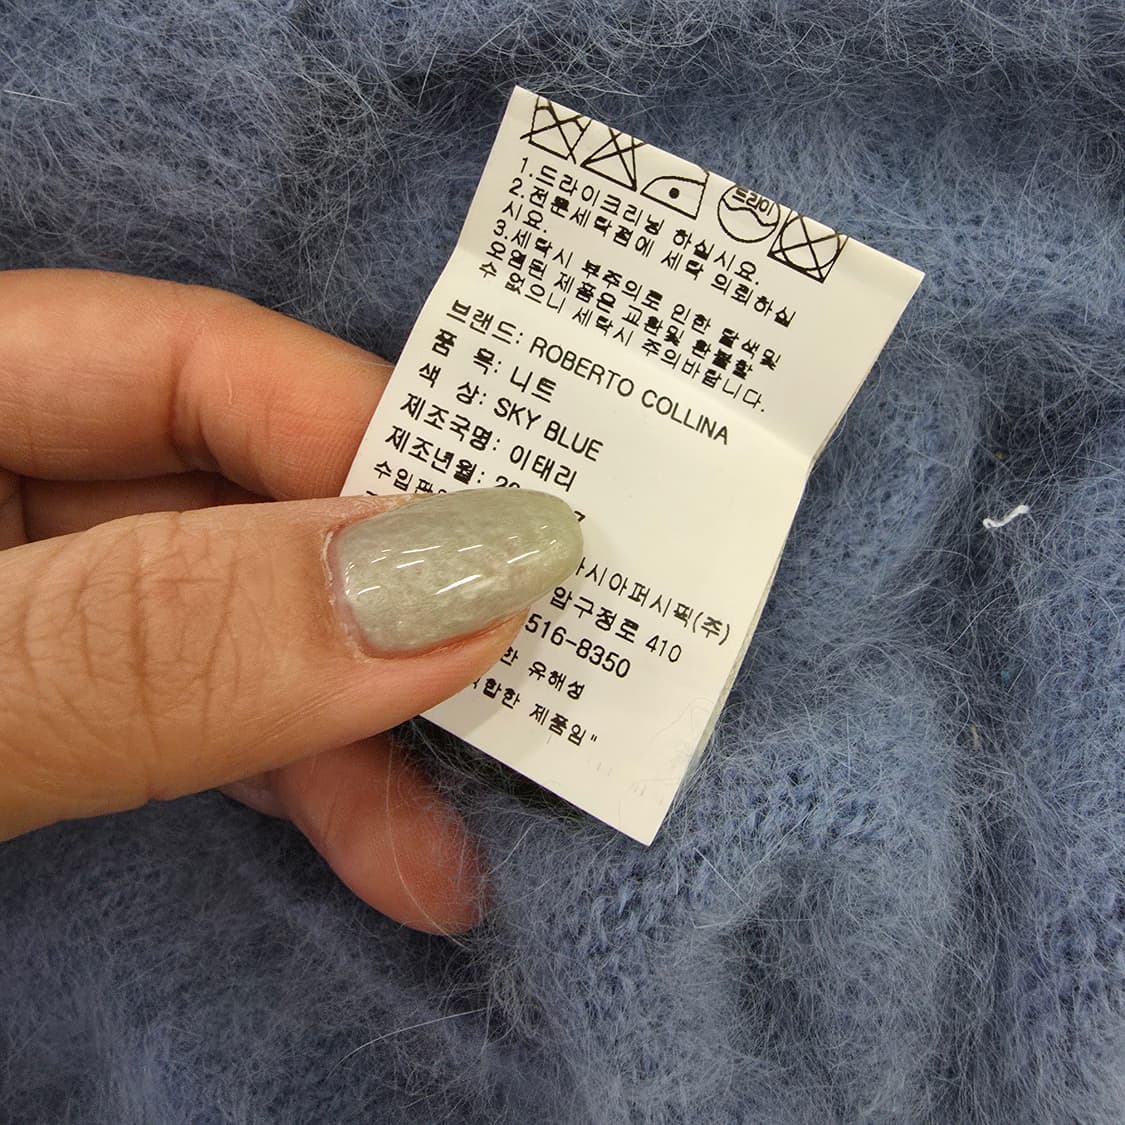 드라이
1.드라이크리닝 하십시요.
2.전문세탁점에 세탁 의뢰하십
시요.
3.세탁시 부주의로 인한 탈색및
오염된 제품은 교환및 환불할
수 없으니 세탁시 주의바랍니다.
브랜드: ROBERTO COLLINA
품 목: 니트
색 상: SKY BLUE
제조국명: 이태리
제조년월:
아시아퍼시픽(주)
압구정로 410
516-8350
한 유해성
적합한 제품임"